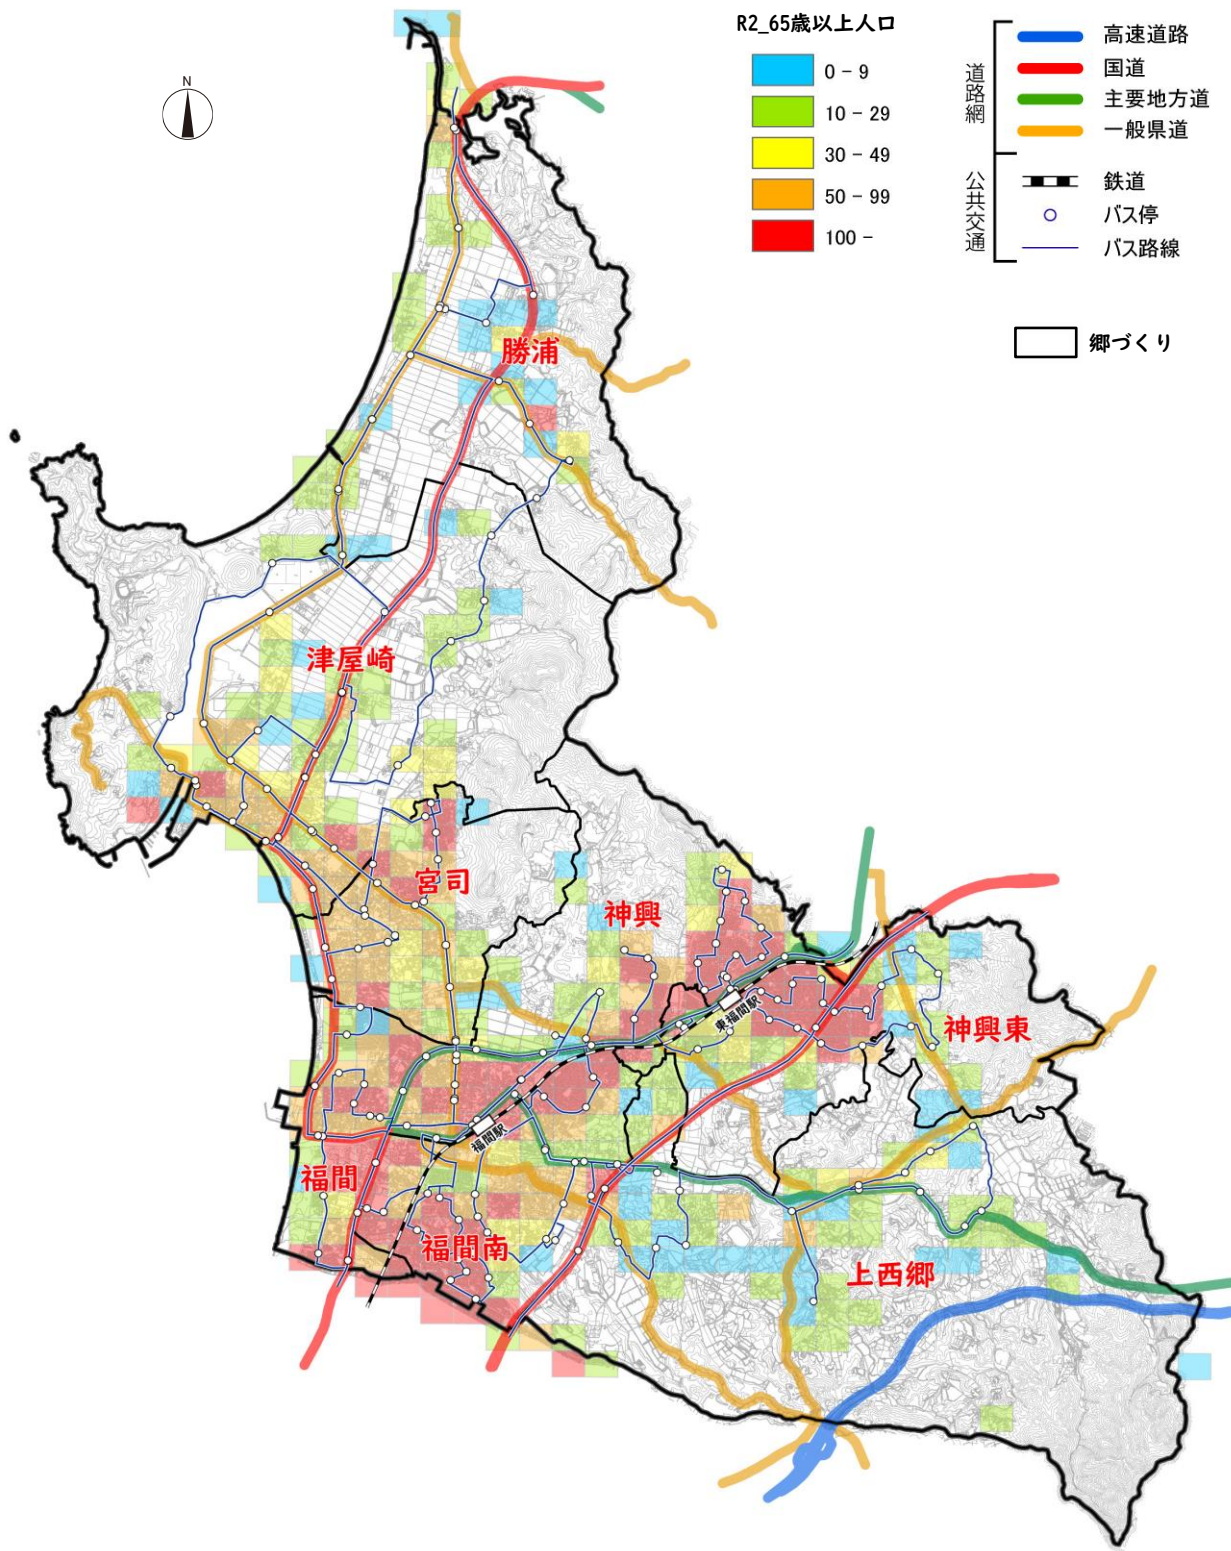 N
R2_65歳以上人口
0 - 9
10 - 29
30 - 49
50 - 99
100 -
道路網
高速道路
国道
主要地方道
一般県道
公共交通
鉄道
バス停
バス路線
郷づくり
勝浦
津屋崎
宮司
神興
東福間駅
神興東
福間駅
福間
福間南
上西郷